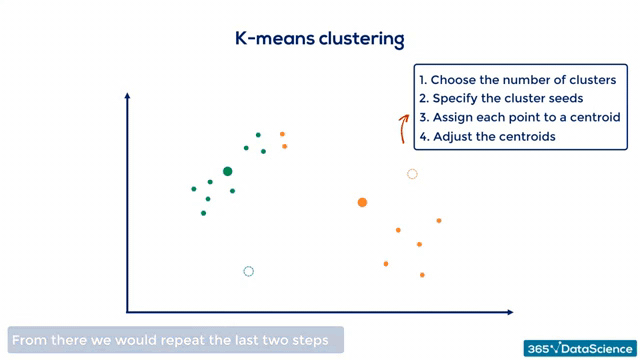 K-means clustering
1. Choose the number of clusters
2. Specify the cluster seeds
3. Assign each point to a centroid
4. Adjust the centroids
From there we would repeat the last two steps
365 DataScience